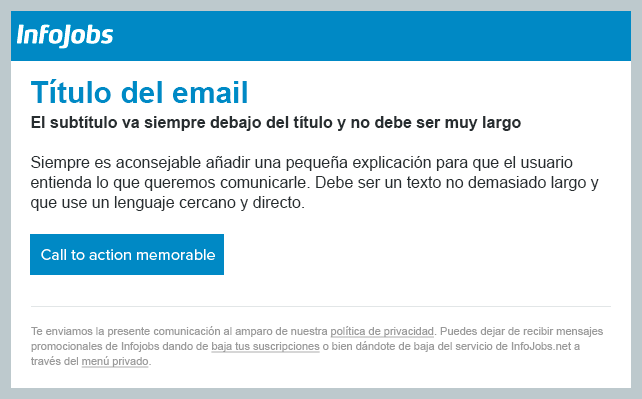 InfoJobs
Título del email
El subtítulo va siempre debajo del título y no debe ser muy largo
Siempre es aconsejable añadir una pequeña explicación para que el usuario
entienda lo que queremos comunicarle. Debe ser un texto no demasiado largo y
que use un lenguaje cercano y directo.
Call to action memorable
Te enviamos la presente comunicación al amparo de nuestra política de privacidad. Puedes dejar de recibir mensajes
promocionales de Infojobs dando de baja tus suscripciones o bien dándote de baja del servicio de InfoJobs.net a
través del menú privado.